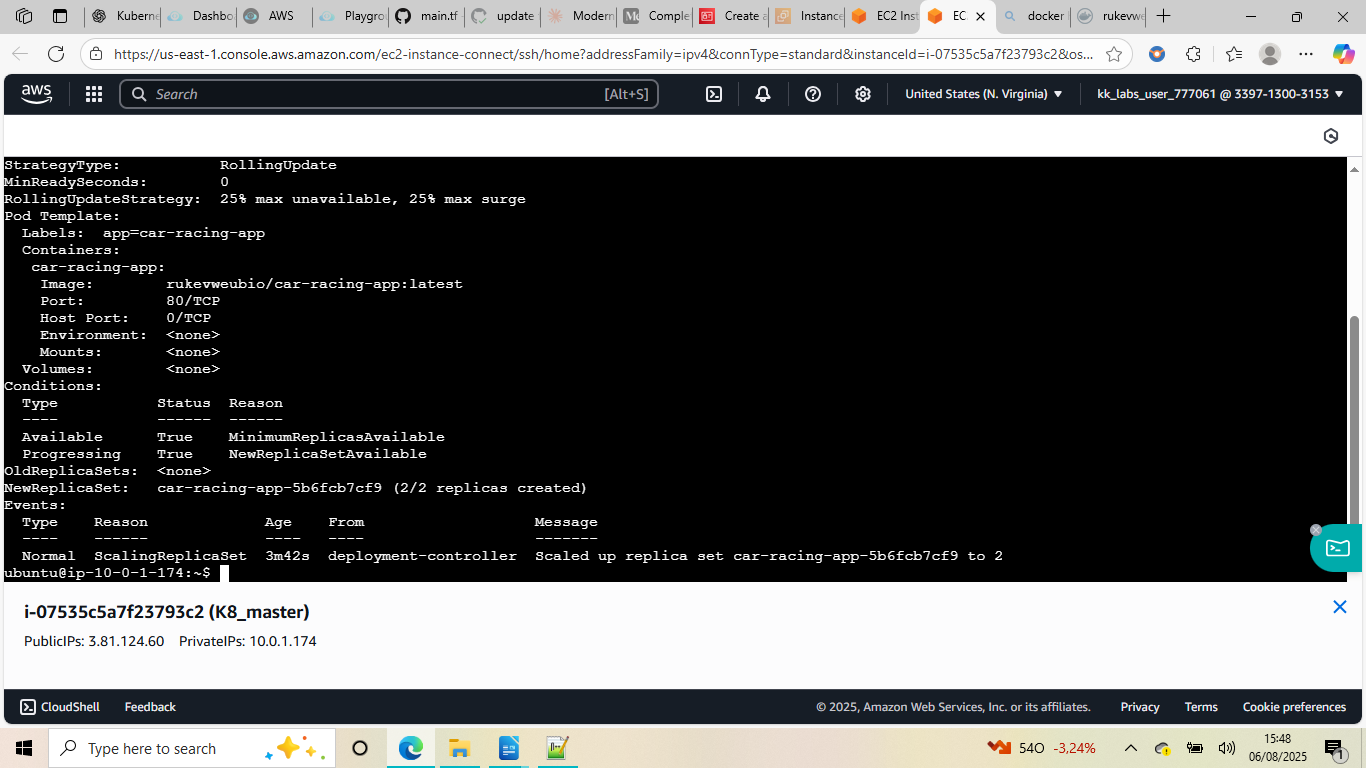 Kuberne
Dashbo
AWS
Playgro
main.tf
update
Modern
Comple
Create a
Instance
EC2 Inst
EC
docker
rukevwe
https://us-east-1.console.aws.amazon.com/ec2-instance-connect/ssh/home?addressFamily=ipv4&connType=standard&instanceId=i-07535c5a7f23793c2&os...
aws
Search
[Alt+S]
United States (N. Virginia)
kk_labs_user_777061 @ 3397-1300-3153
StrategyType: RollingUpdate
MinReadySeconds: 0
RollingUpdateStrategy: 25% max unavailable, 25% max surge
Pod Template:
Labels: app=car-racing-app
Containers:
car-racing-app:
Image: rukevweubio/car-racing-app:latest
Port: 80/TCP
Host Port: 0/TCP
Environment: <none>
Mounts: <none>
Volumes: <none>
Conditions:
Type Status Reason
---- ------ ------
Available True MinimumReplicasAvailable
Progressing True NewReplicaSetAvailable
OldReplicaSets: <none>
NewReplicaSet: car-racing-app-5b6fcb7cf9 (2/2 replicas created)
Events:
Type Reason Age From Message
---- ------ ---- ---- -------
Normal ScalingReplicaSet 3m42s deployment-controller Scaled up replica set car-racing-app-5b6fcb7cf9 to 2
ubuntu@ip-10-0-1-174:~$
i-07535c5a7f23793c2 (K8_master)
PublicIPs: 3.81.124.60 PrivateIPs: 10.0.1.174
CloudShell
Feedback
© 2025, Amazon Web Services, Inc. or its affiliates.
Privacy
Terms
Cookie preferences
Type here to search
540 -3,24%
15:48
06/08/2025
1